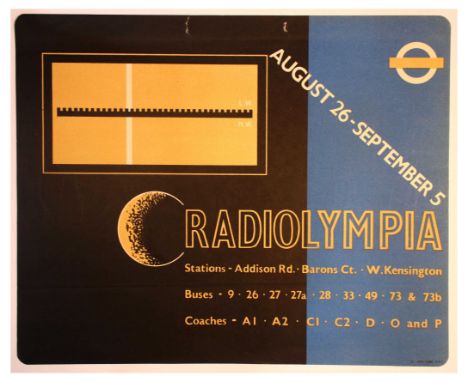 AUGUST 26 - SEPTEMBER 5
L.W.
M.W.
RADIOLYMPIA
Stations - Addison Rd. · Barons Ct. · W. Kensington
Buses - 9 · 26 · 27 · 27a · 28 · 33 · 49 · 73 & 73b
Coaches - A1 · A2 · C1 · C2 · D · O and P